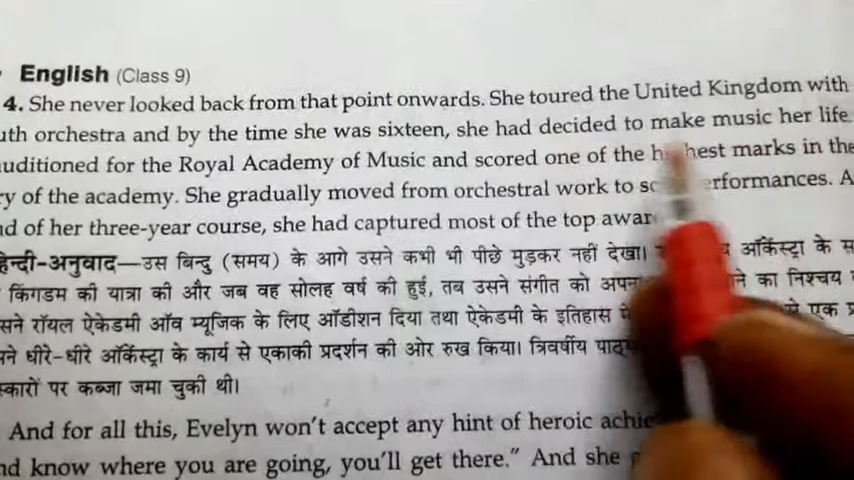 English (Class 9)
4. She never looked back from that point onwards. She toured the United Kingdom with
uth orchestra and by the time she was sixteen, she had decided to make music her life.
auditioned for the Royal Academy of Music and scored one of the highest marks in the
ry of the academy. She gradually moved from orchestral work to so performances. A
nd of her three-year course, she had captured most of the top awar
हिन्दी-अनुवाद—उस बिन्दु (समय) के आगे उसने कभी भी पीछे मुड़कर नहीं देखा। ऑर्केस्ट्रा के स
किंगडम की यात्रा की और जब वह सोलह वर्ष की हुई, तब उसने संगीत को अपना ने का निश्चय
सने रॉयल ऐकेडमी ऑव म्यूजिक के लिए ऑडीशन दिया तथा ऐकेडमी के इतिहास में से एक प्र
पने धीरे-धीरे ऑर्केस्ट्रा के कार्य से एकाकी प्रदर्शन की ओर रुख किया। त्रिवर्षीय पाठ्य
स्कारों पर कब्जा जमा चुकी थी।
And for all this, Evelyn won't accept any hint of heroic achie
nd know where you are going, you'll get there." And she